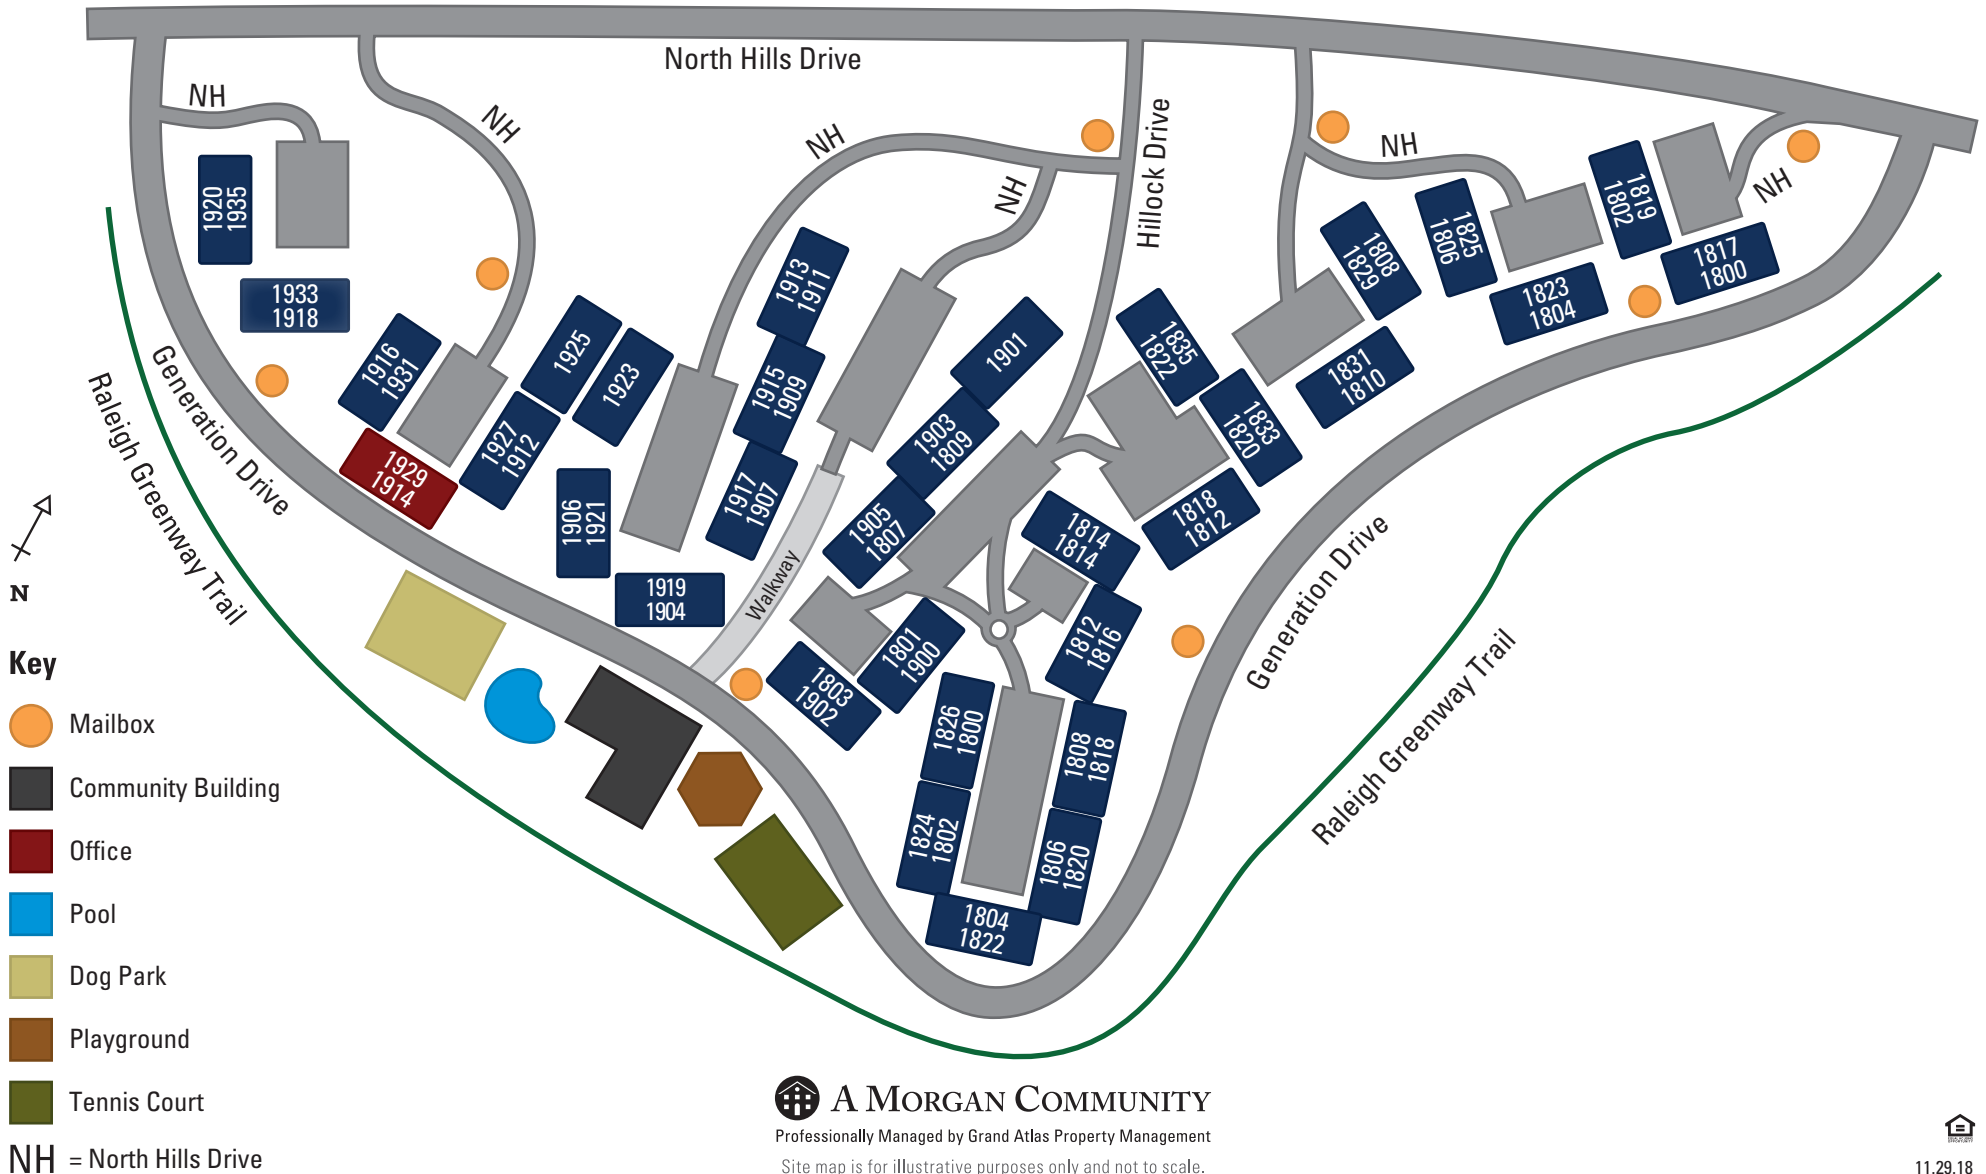 North Hills Drive
NH
NH
NH
NH
Hillock Drive
NH
NH
1920
1935
1933
1918
1916
1931
1929
1914
1925
1923
1927
1912
1906
1921
1919
1904
1913
1911
1915
1909
1917
1907
1901
1903
1809
1905
1807
1801
1900
1803
1902
1835
1822
1833
1820
1818
1812
1814
1814
1812
1816
1808
1829
1831
1810
1825
1806
1823
1804
1819
1802
1817
1800
1826
1800
1824
1802
1808
1818
1806
1820
1804
1822
Walkway
Generation Drive
Raleigh Greenway Trail
Generation Drive
Raleigh Greenway Trail
N
Key
Mailbox
Community Building
Office
Pool
Dog Park
Playground
Tennis Court
NH = North Hills Drive
A MORGAN COMMUNITY
Professionally Managed by Grand Atlas Property Management
Site map is for illustrative purposes only and not to scale.
11.29.18